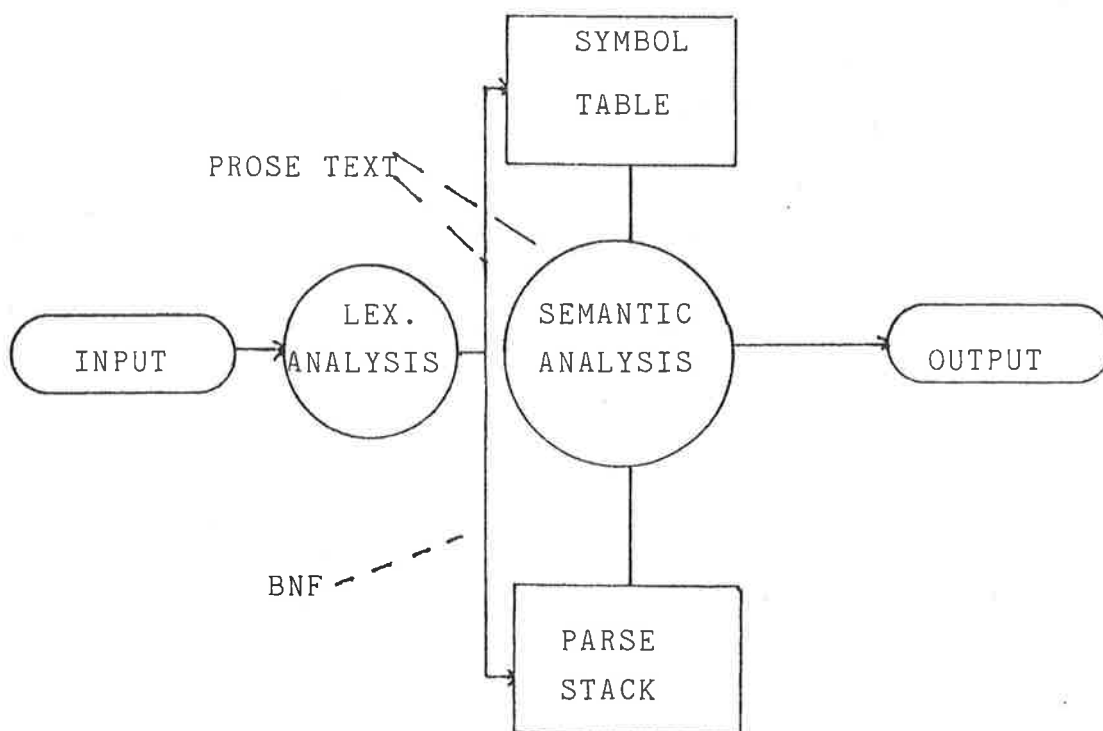 SYMBOL
TABLE
PROSE TEXT
LEX.
ANALYSIS
SEMANTIC
ANALYSIS
INPUT
OUTPUT
BNF
PARSE
STACK